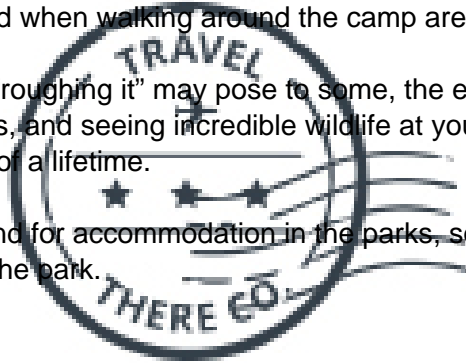 d when walking around the camp are
TRAVEL
roughing it” may pose to some, the e
s, and seeing incredible wildlife at you
of a lifetime.
nd for accommodation in the parks, so
he park.
THERE CO.